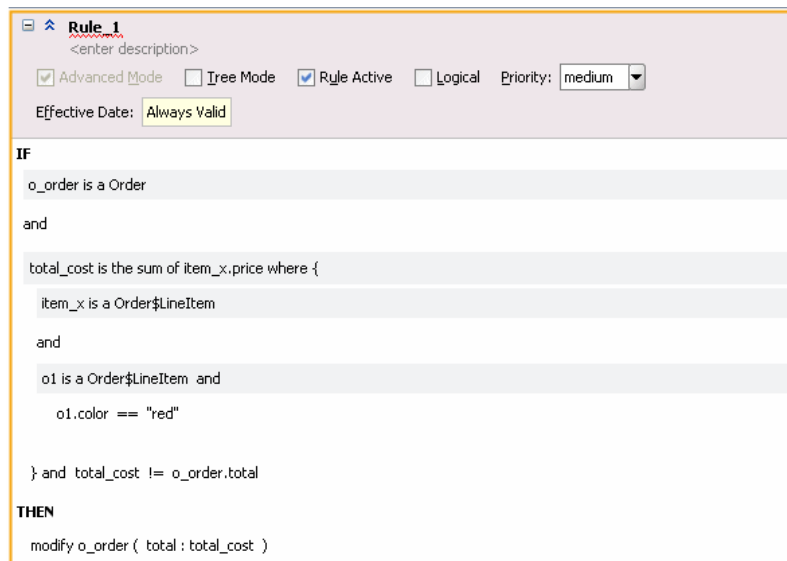 Rule_1
<enter description>
Advanced Mode Tree Mode Rule Active Logical Priority: medium
Effective Date: Always Valid
IF
o_order is a Order
and
total_cost is the sum of item_x.price where {
item_x is a Order$LineItem
and
o1 is a Order$LineItem and
o1.color == "red"
} and total_cost != o_order.total
THEN
modify o_order ( total : total_cost )